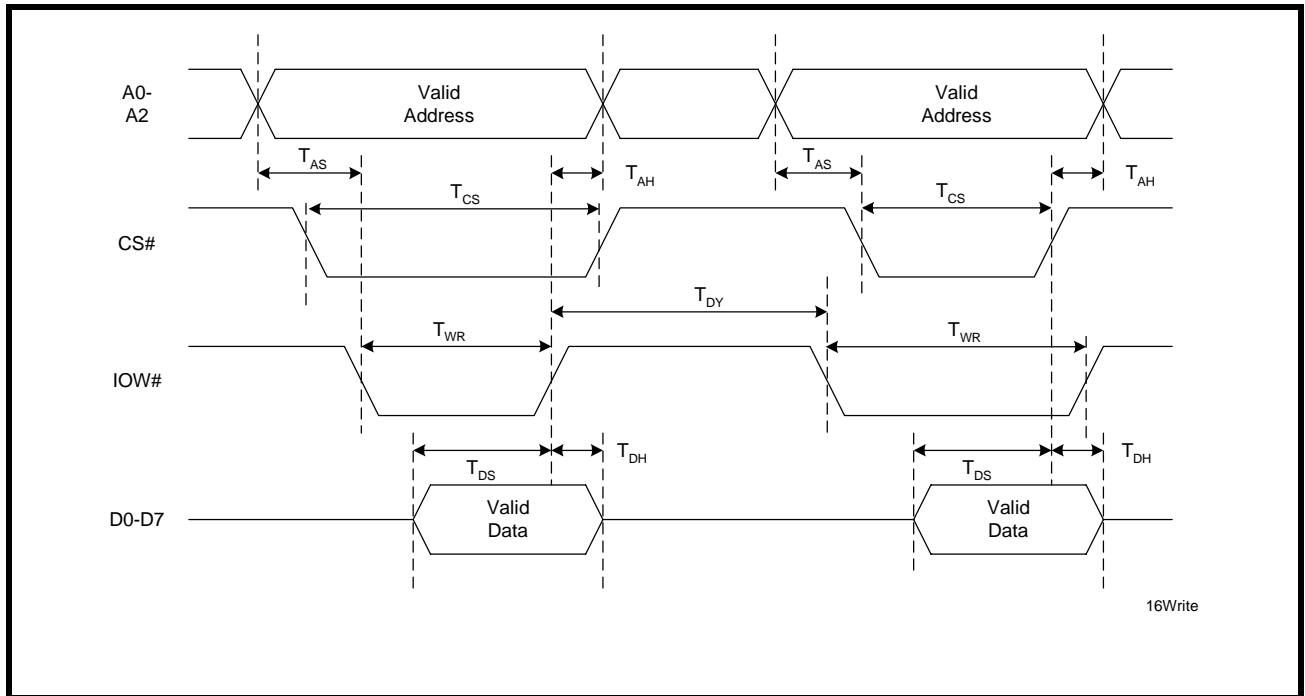 A0-
A2
Valid
Address
Valid
Address
TAS
TAH
TAS
TAH
TCS
TCS
CS#
TDY
TWR
TWR
IOW#
TDS
TDH
TDS
TDH
D0-D7
Valid
Data
Valid
Data
16Write